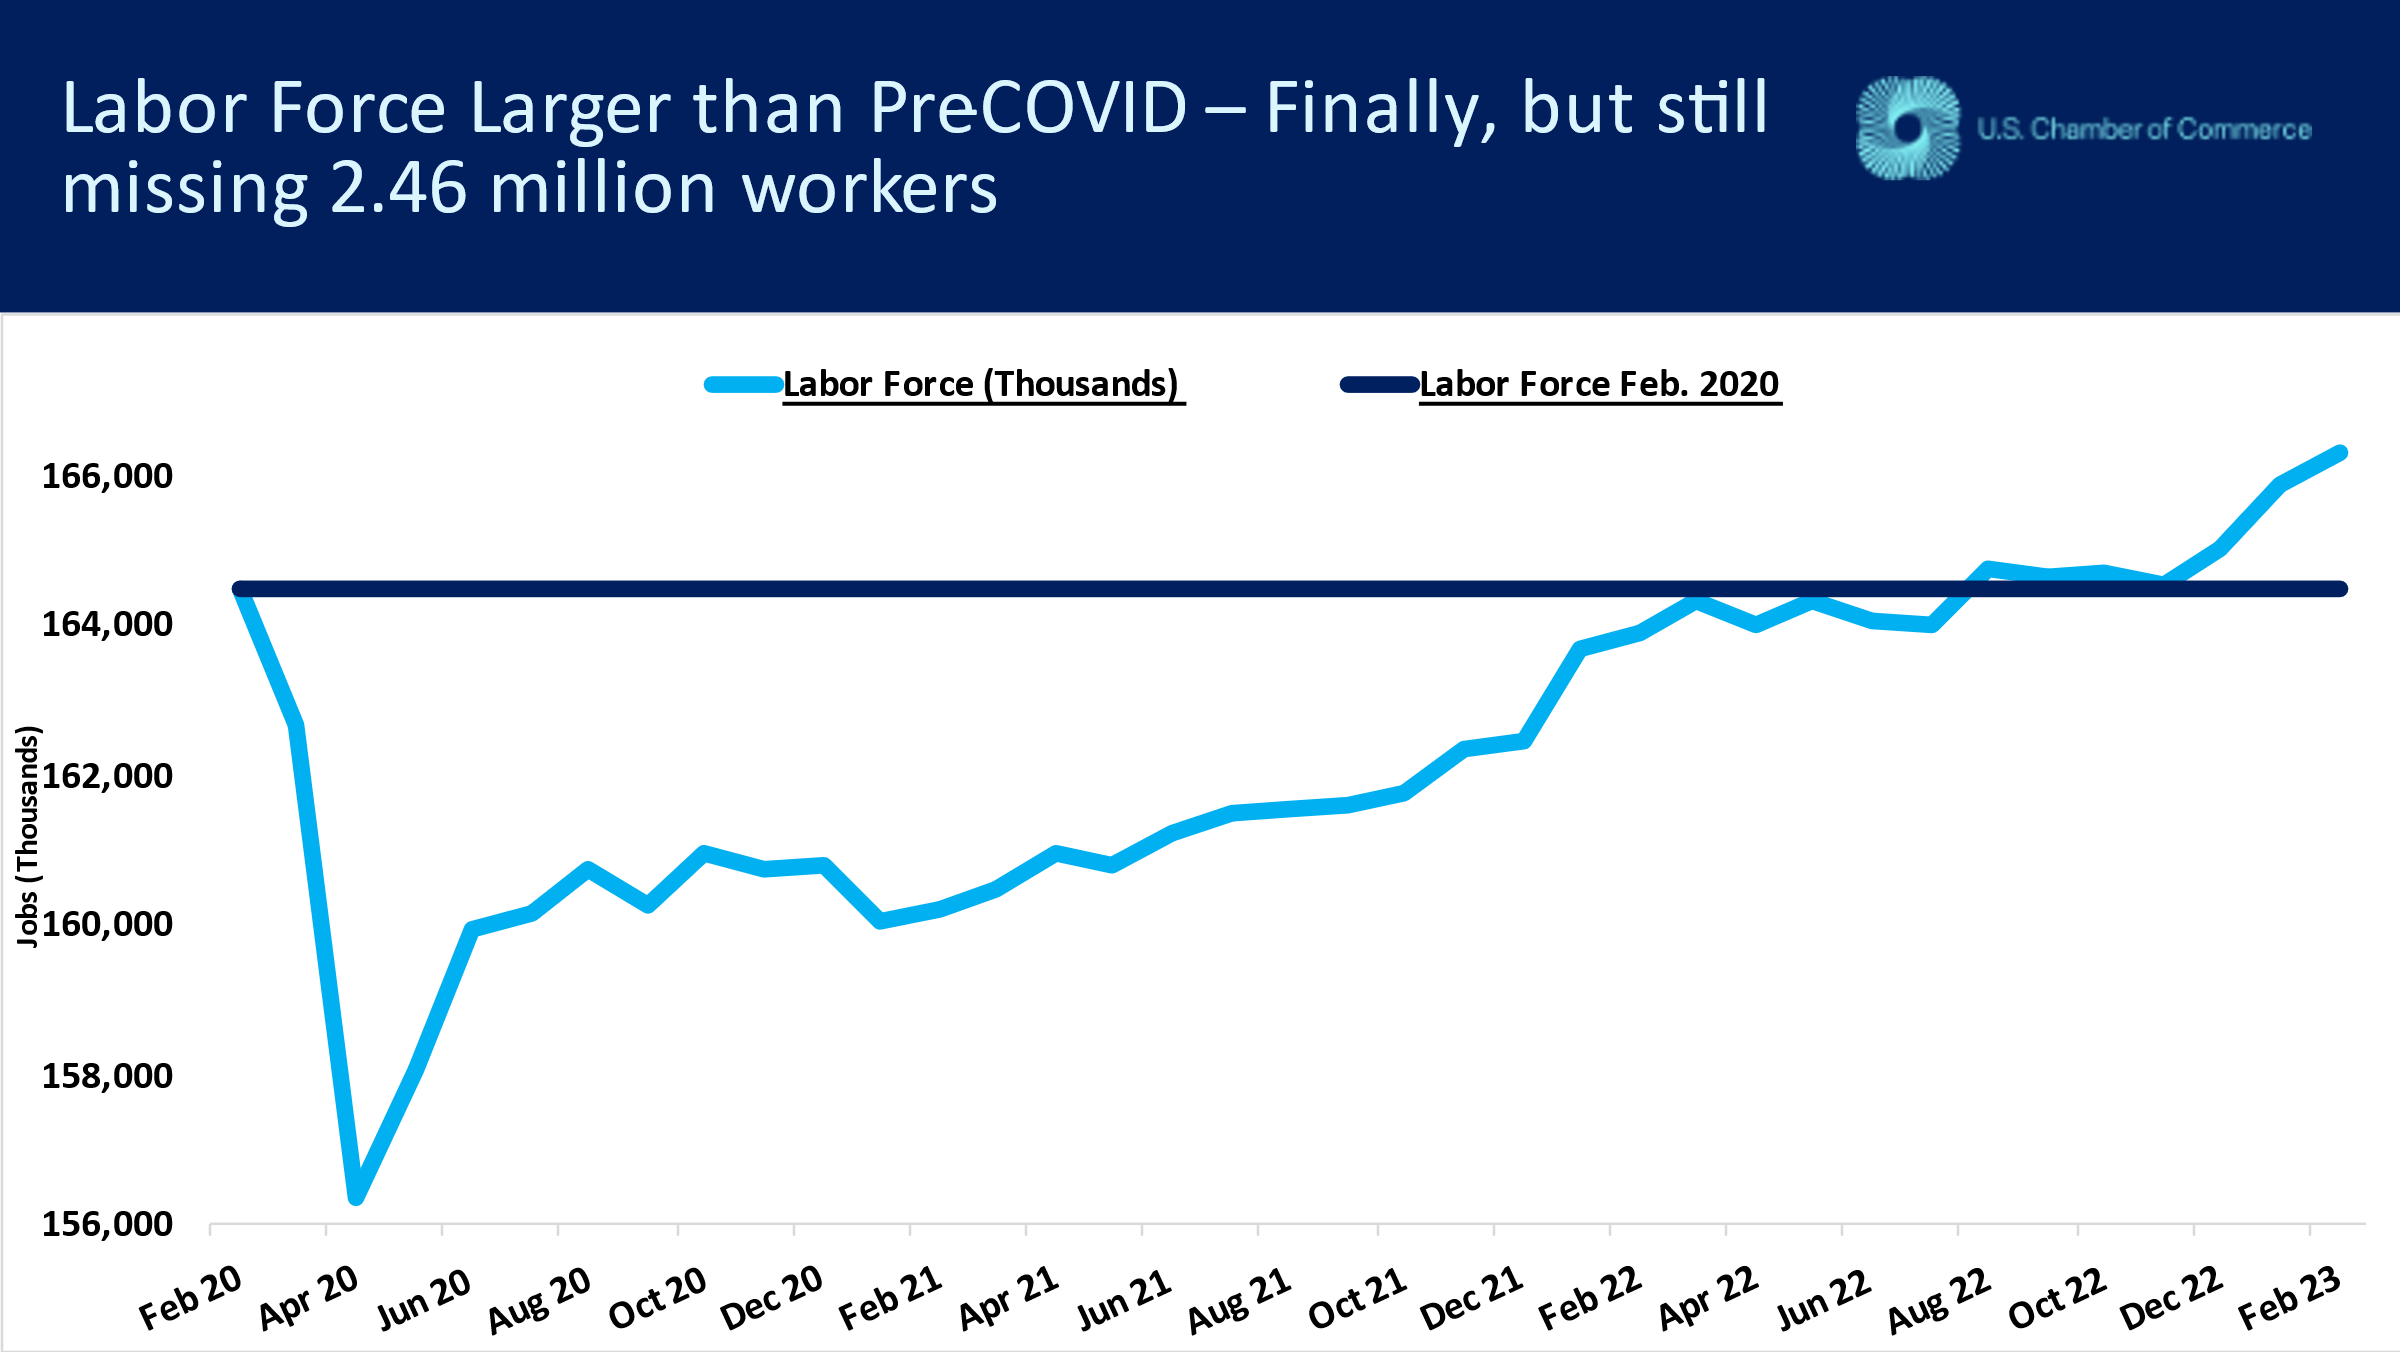 Labor Force Larger than PreCOVID – Finally, but still
missing 2.46 million workers
U.S. Chamber of Commerce
Labor Force (Thousands)
Labor Force Feb. 2020
166,000
164,000
162,000
160,000
158,000
156,000
Jobs (Thousands)
Feb 20
Apr 20
Jun 20
Aug 20
Oct 20
Dec 20
Feb 21
Apr 21
Jun 21
Aug 21
Oct 21
Dec 21
Feb 22
Apr 22
Jun 22
Aug 22
Oct 22
Dec 22
Feb 23